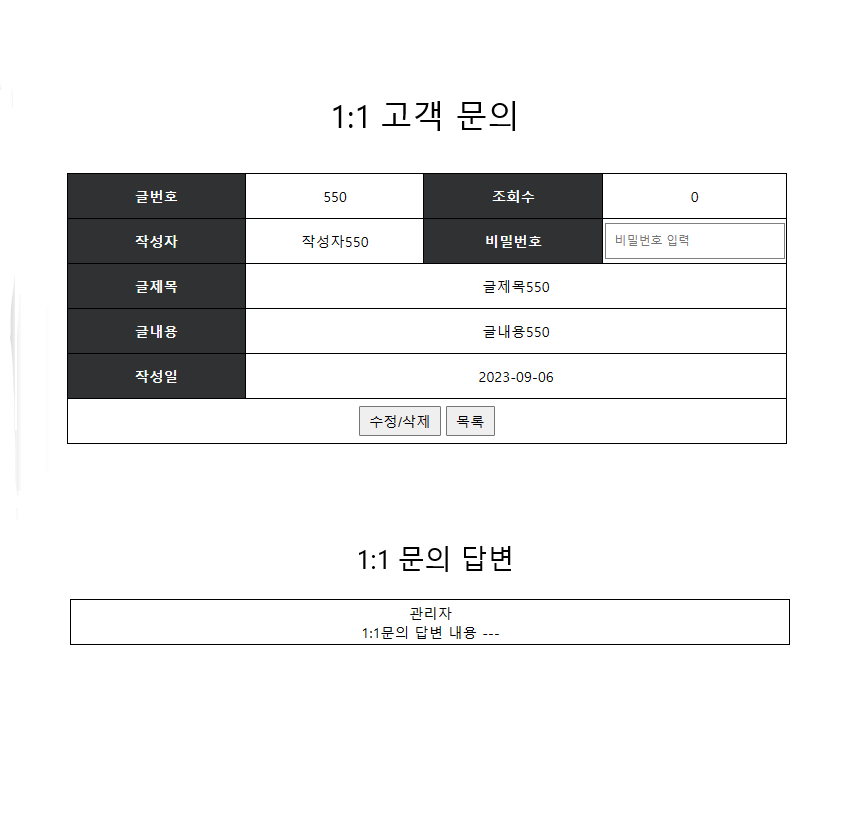 1:1 고객 문의
글번호 550 조회수 0
작성자 작성자550 비밀번호 비밀번호 입력
글제목 글제목550
글내용 글내용550
작성일 2023-09-06
수정/삭제 목록
1:1 문의 답변
관리자
1:1문의 답변 내용 ---